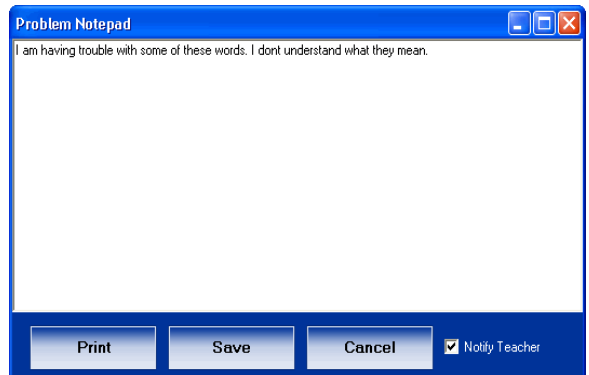 Problem Notepad
I am having trouble with some of these words. I dont understand what they mean.
Print
Save
Cancel
Notify Teacher